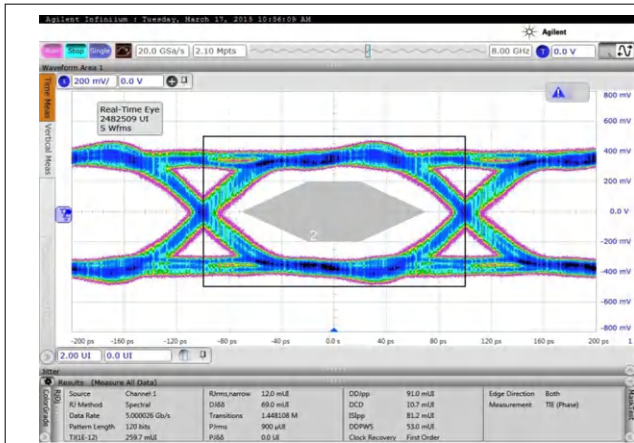 Agilent Infiniium : Tuesday, March 17, 2015 10:56:09 AM
Agilent
Run Stop Single 20.0 GSa/s 2.10 Mpts 8.00 GHz T 0.0 V
Waveform Area 1
1 200 mV/ 0.0 V
Time Meas
Vertical Meas
Real-Time Eye
2482509 UI
5 Wfms
800 mV
600 mV
400 mV
200 mV
0.0 V
-200 mV
-400 mV
-600 mV
-800 mV
2
-200 ps -160 ps -120 ps -80 ps -40 ps 0.0 s 40 ps 80 ps 120 ps 160 ps 200 ps
2.00 UI 0.0 UI
Jitter
Results (Measure All Data)
ColorGrade
RJDJ
MaskTest
Source Channel 1 RJrms,narrow 12.0 mUI DDJpp 91.0 mUI Edge Direction Both
RJ Method Spectral DJδδ 69.0 mUI DCD 10.7 mUI Measurement TIE (Phase)
Data Rate 5.000026 Gb/s Transitions 1.448108 M ISIpp 81.2 mUI
Pattern Length 120 bits PJrms 900 μUI DDPWS 53.0 mUI
TJ(1E-12) 259.7 mUI PJδδ 0.0 UI Clock Recovery First Order